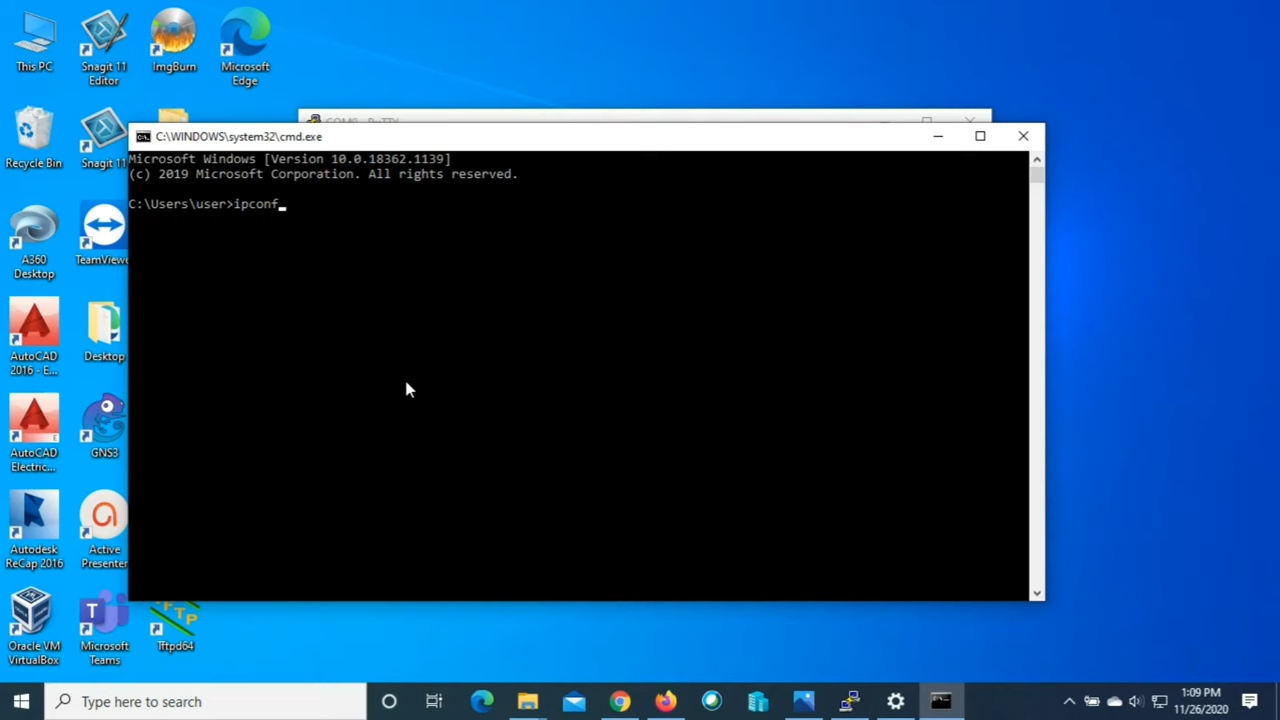 This PC
Snagit 11
Editor
ImgBurn
Microsoft
Edge
Recycle Bin
Snagit 11
C:\WINDOWS\system32\cmd.exe
Microsoft Windows [Version 10.0.18362.1139]
(c) 2019 Microsoft Corporation. All rights reserved.
C:\Users\user>ipconf
A360
Desktop
TeamViewe
AutoCAD
2016 - E...
Desktop
AutoCAD
Electric...
GNS3
Autodesk
ReCap 2016
Active
Presenter
Oracle VM
VirtualBox
Microsoft
Teams
Tftpd64
Type here to search
1:09 PM
11/26/2020